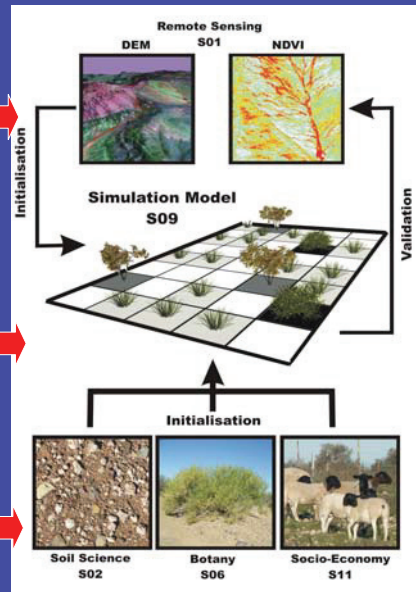 Remote Sensing
S01
DEM
NDVI
Initialisation
Validation
Simulation Model
S09
Initialisation
Soil Science
S02
Botany
S06
Socio-Economy
S11